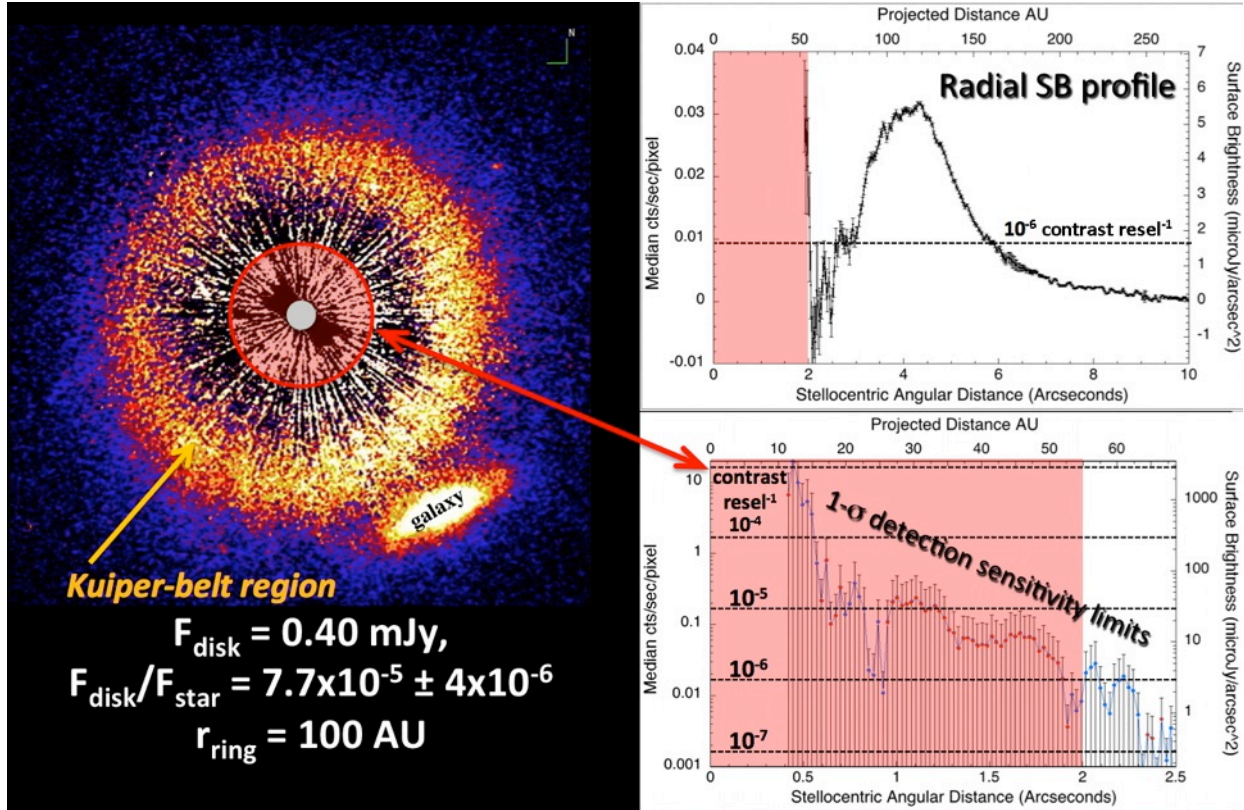 N
galaxy
Kuiper-belt region
F_disk = 0.40 mJy,
F_disk/F_star = 7.7x10⁻⁵ ± 4x10⁻⁶
r_ring = 100 AU
Projected Distance AU
0 50 100 150 200 250
Radial SB profile
10⁻⁶ contrast resel⁻¹
Median cts/sec/pixel
0.04
0.03
0.02
0.01
0
-0.01
Surface Brightness (microJy/arcsec^2)
7
6
5
4
3
2
1
0
-1
0 2 4 6 8 10
Stellocentric Angular Distance (Arcseconds)
Projected Distance AU
0 10 20 30 40 50 60
contrast
resel⁻¹
10⁻⁴
10⁻⁵
10⁻⁶
10⁻⁷
1-σ detection sensitivity limits
Median cts/sec/pixel
10
1
0.1
0.01
0.001
Surface Brightness (microJy/arcsec^2)
1000
100
10
1
0 0.5 1 1.5 2 2.5
Stellocentric Angular Distance (Arcseconds)